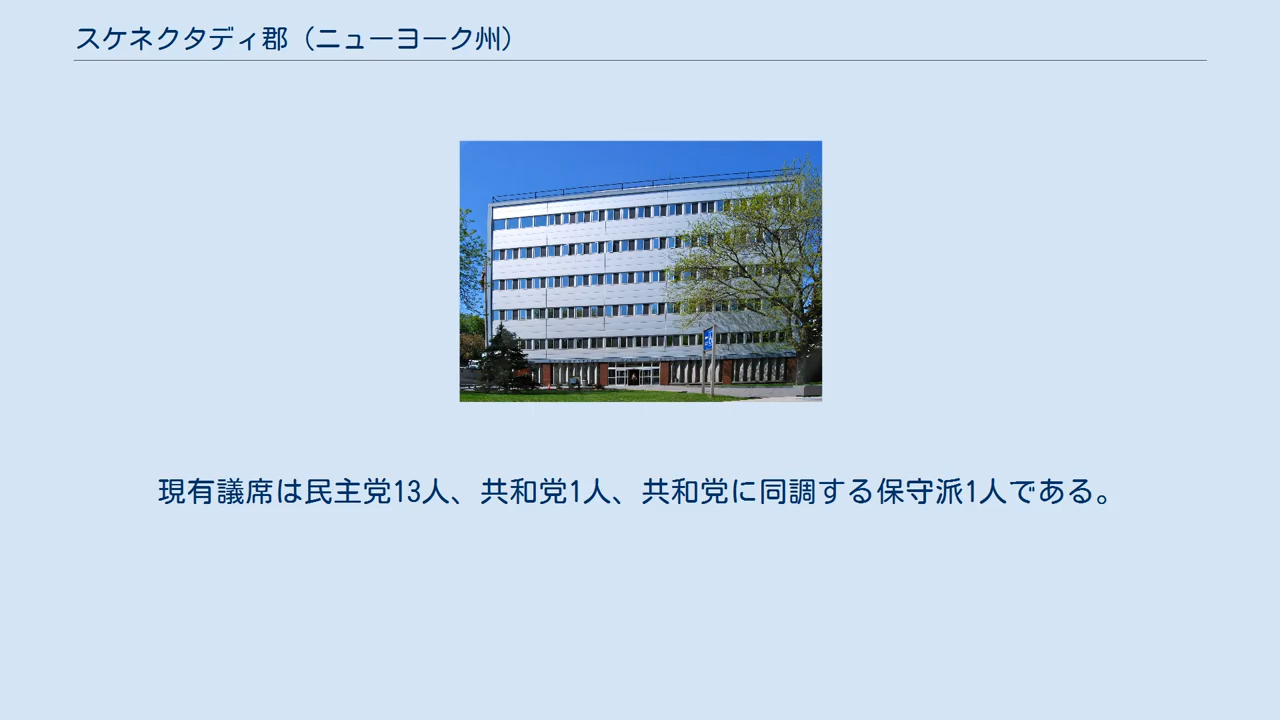 スケネクタディ郡（ニューヨーク州）
現有議席は民主党13人、共和党1人、共和党に同調する保守派1人である。